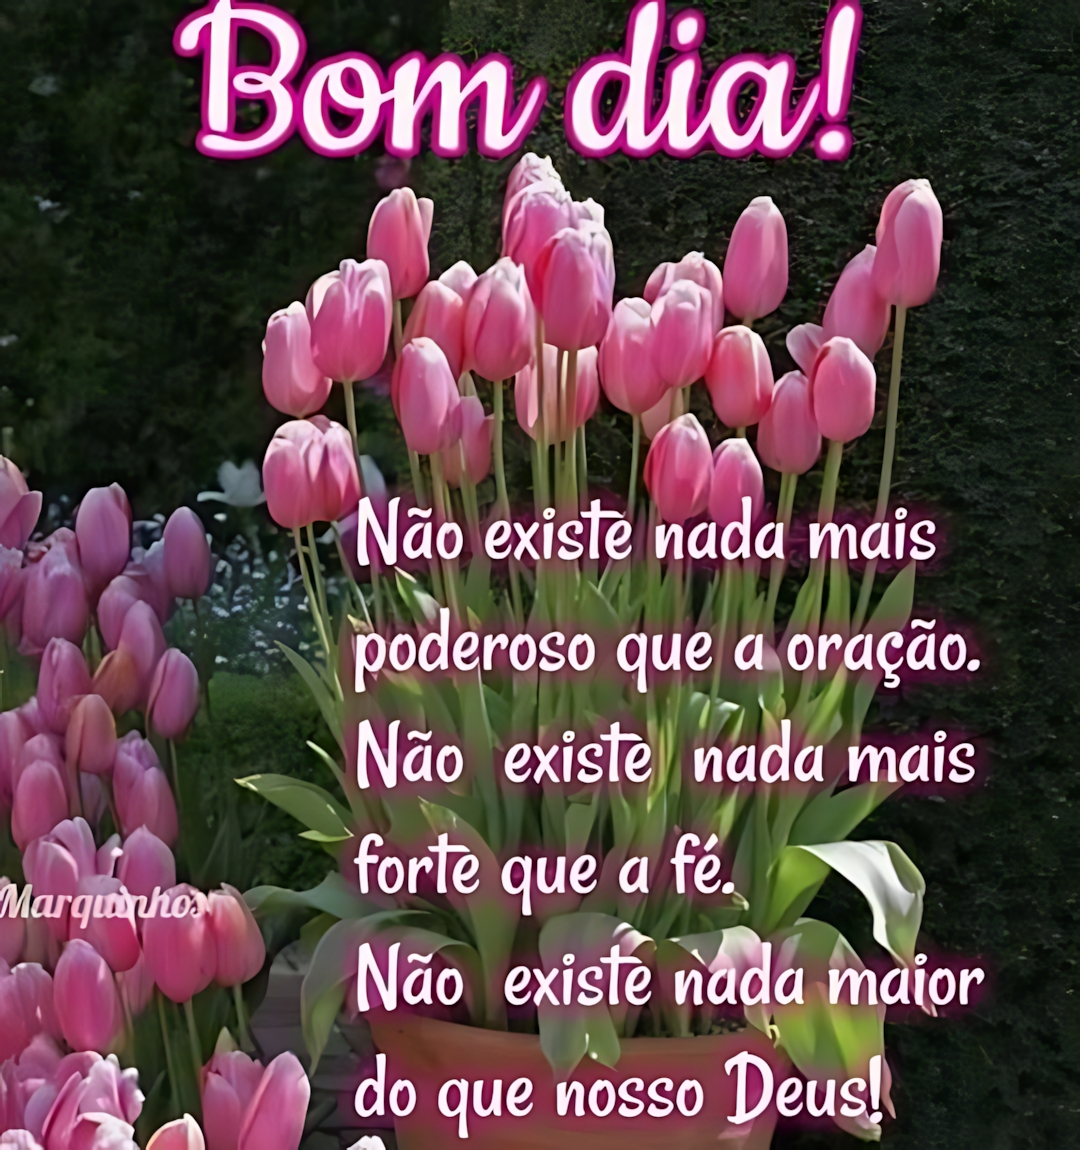 Bom dia!
Não existe nada mais
poderoso que a oração.
Não existe nada mais
forte que a fé.
Marquinhos
Não existe nada maior
do que nosso Deus!